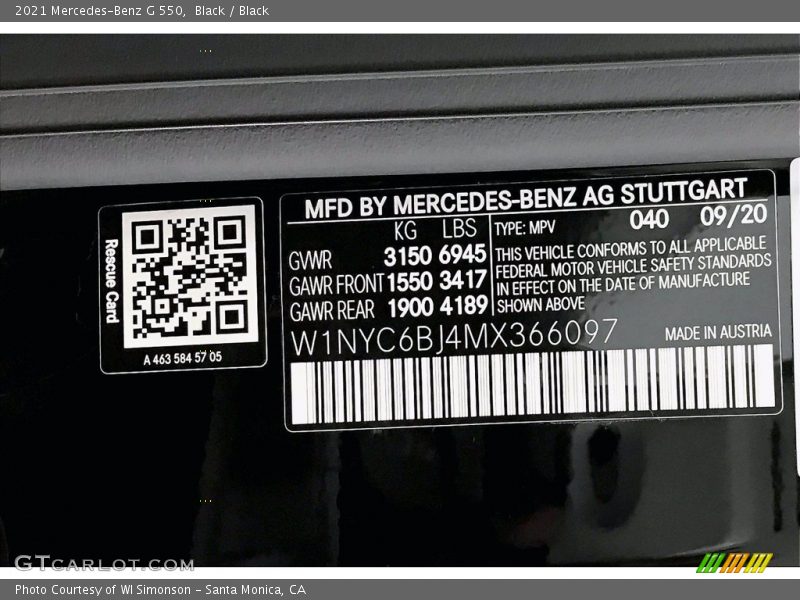 2021 Mercedes-Benz G 550,  Black / Black
MFD BY MERCEDES-BENZ AG STUTTGART
KG LBS
GVWR 3150 6945
GAWR FRONT 1550 3417
GAWR REAR 1900 4189
TYPE: MPV 040 09/20
THIS VEHICLE CONFORMS TO ALL APPLICABLE
FEDERAL MOTOR VEHICLE SAFETY STANDARDS
IN EFFECT ON THE DATE OF MANUFACTURE
SHOWN ABOVE
W1NYC6BJ4MX366097
MADE IN AUSTRIA
Rescue Card
A 463 584 57 05
GTCARLOT.COM
Photo Courtesy of WI Simonson - Santa Monica, CA